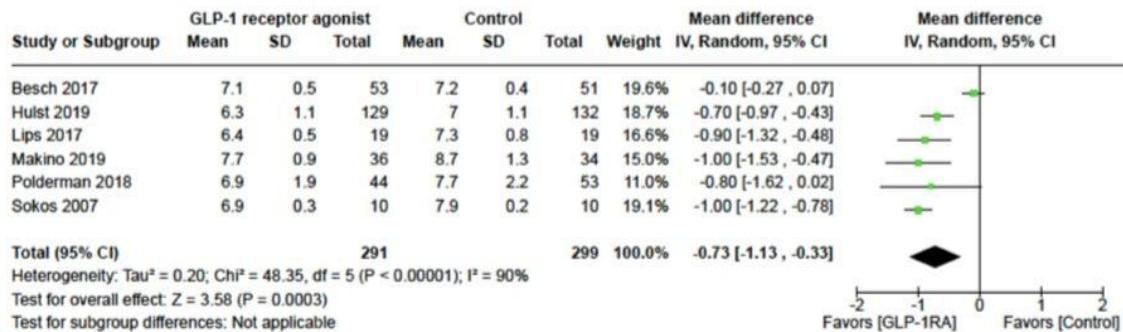 GLP-1 receptor agonist Control Mean difference Mean difference
Study or Subgroup Mean SD Total Mean SD Total Weight IV, Random, 95% CI IV, Random, 95% CI
Besch 2017 7.1 0.5 53 7.2 0.4 51 19.6% -0.10 [-0.27 , 0.07]
Hulst 2019 6.3 1.1 129 7 1.1 132 18.7% -0.70 [-0.97 , -0.43]
Lips 2017 6.4 0.5 19 7.3 0.8 19 16.6% -0.90 [-1.32 , -0.48]
Makino 2019 7.7 0.9 36 8.7 1.3 34 15.0% -1.00 [-1.53 , -0.47]
Polderman 2018 6.9 1.9 44 7.7 2.2 53 11.0% -0.80 [-1.62 , 0.02]
Sokos 2007 6.9 0.3 10 7.9 0.2 10 19.1% -1.00 [-1.22 , -0.78]
Total (95% CI) 291 299 100.0% -0.73 [-1.13 , -0.33]
Heterogeneity: Tau² = 0.20; Chi² = 48.35, df = 5 (P < 0.00001); I² = 90%
Test for overall effect: Z = 3.58 (P = 0.0003)
Test for subgroup differences: Not applicable
-2 -1 0 1 2
Favors [GLP-1RA] Favors [Control]